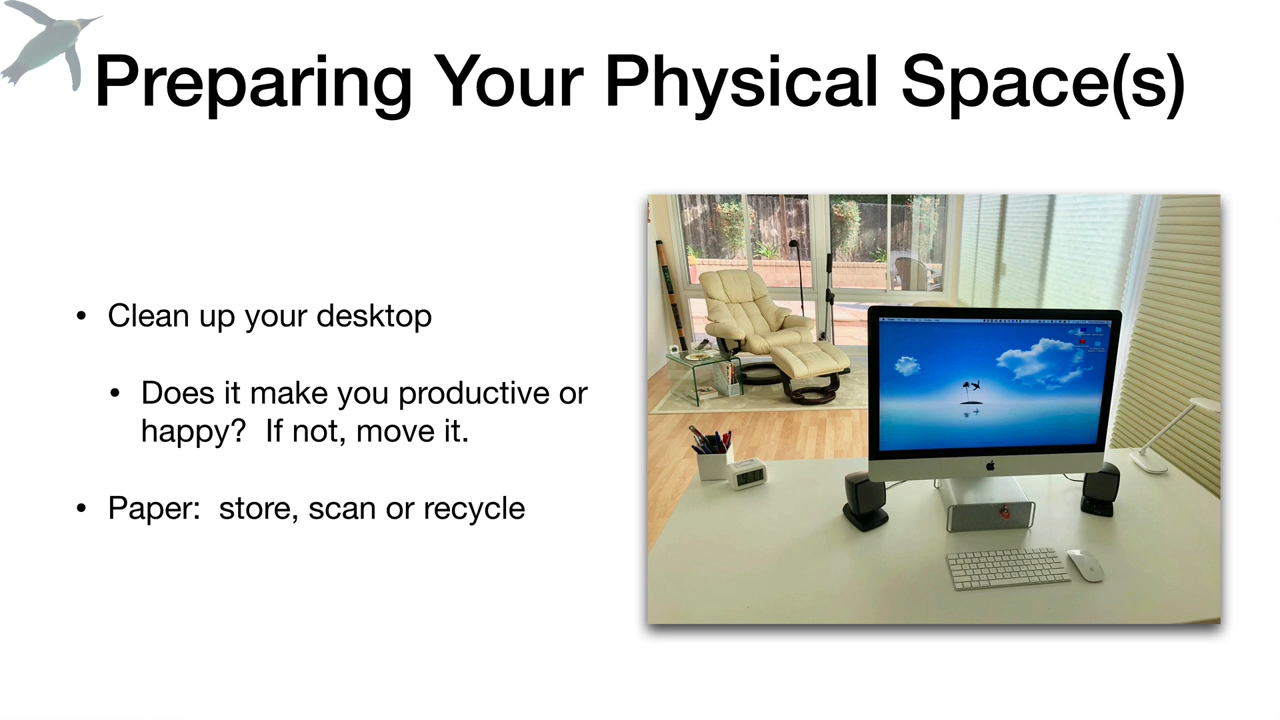 Preparing Your Physical Space(s)
• Clean up your desktop
• Does it make you productive or
happy?  If not, move it.
• Paper:  store, scan or recycle